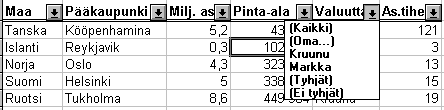 Maa Pääkaupunki Milj. as Pinta-ala Valuutta As.tihe
Tanska Kööpenhamina 5,2 43 (Kaikki) 121
(Oma...)
Islanti Reykjavik 0,3 102 Kruunu 3
Norja Oslo 4,3 323 Markka 13
Suomi Helsinki 5 338 (Tyhjät) 15
Ruotsi Tukholma 8,6 449 (Ei tyhjät) 19